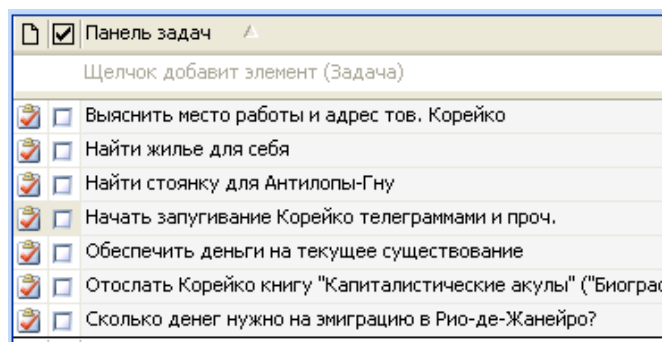 Панель задач
Щелчок добавит элемент (Задача)
Выяснить место работы и адрес тов. Корейко
Найти жилье для себя
Найти стоянку для Антилопы-Гну
Начать запугивание Корейко телеграммами и проч.
Обеспечить деньги на текущее существование
Отослать Корейко книгу "Капиталистические акулы" ("Биограф
Сколько денег нужно на эмиграцию в Рио-де-Жанейро?